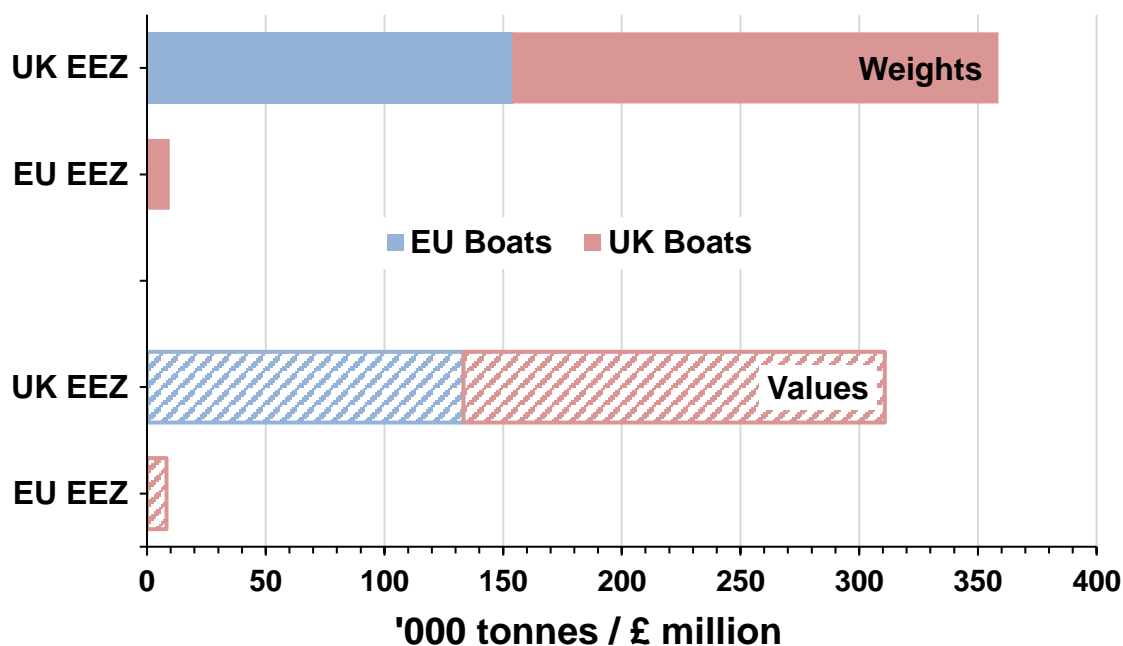 UK EEZ
Weights
EU EEZ
EU Boats UK Boats
UK EEZ
Values
EU EEZ
0 50 100 150 200 250 300 350 400
'000 tonnes / £ million